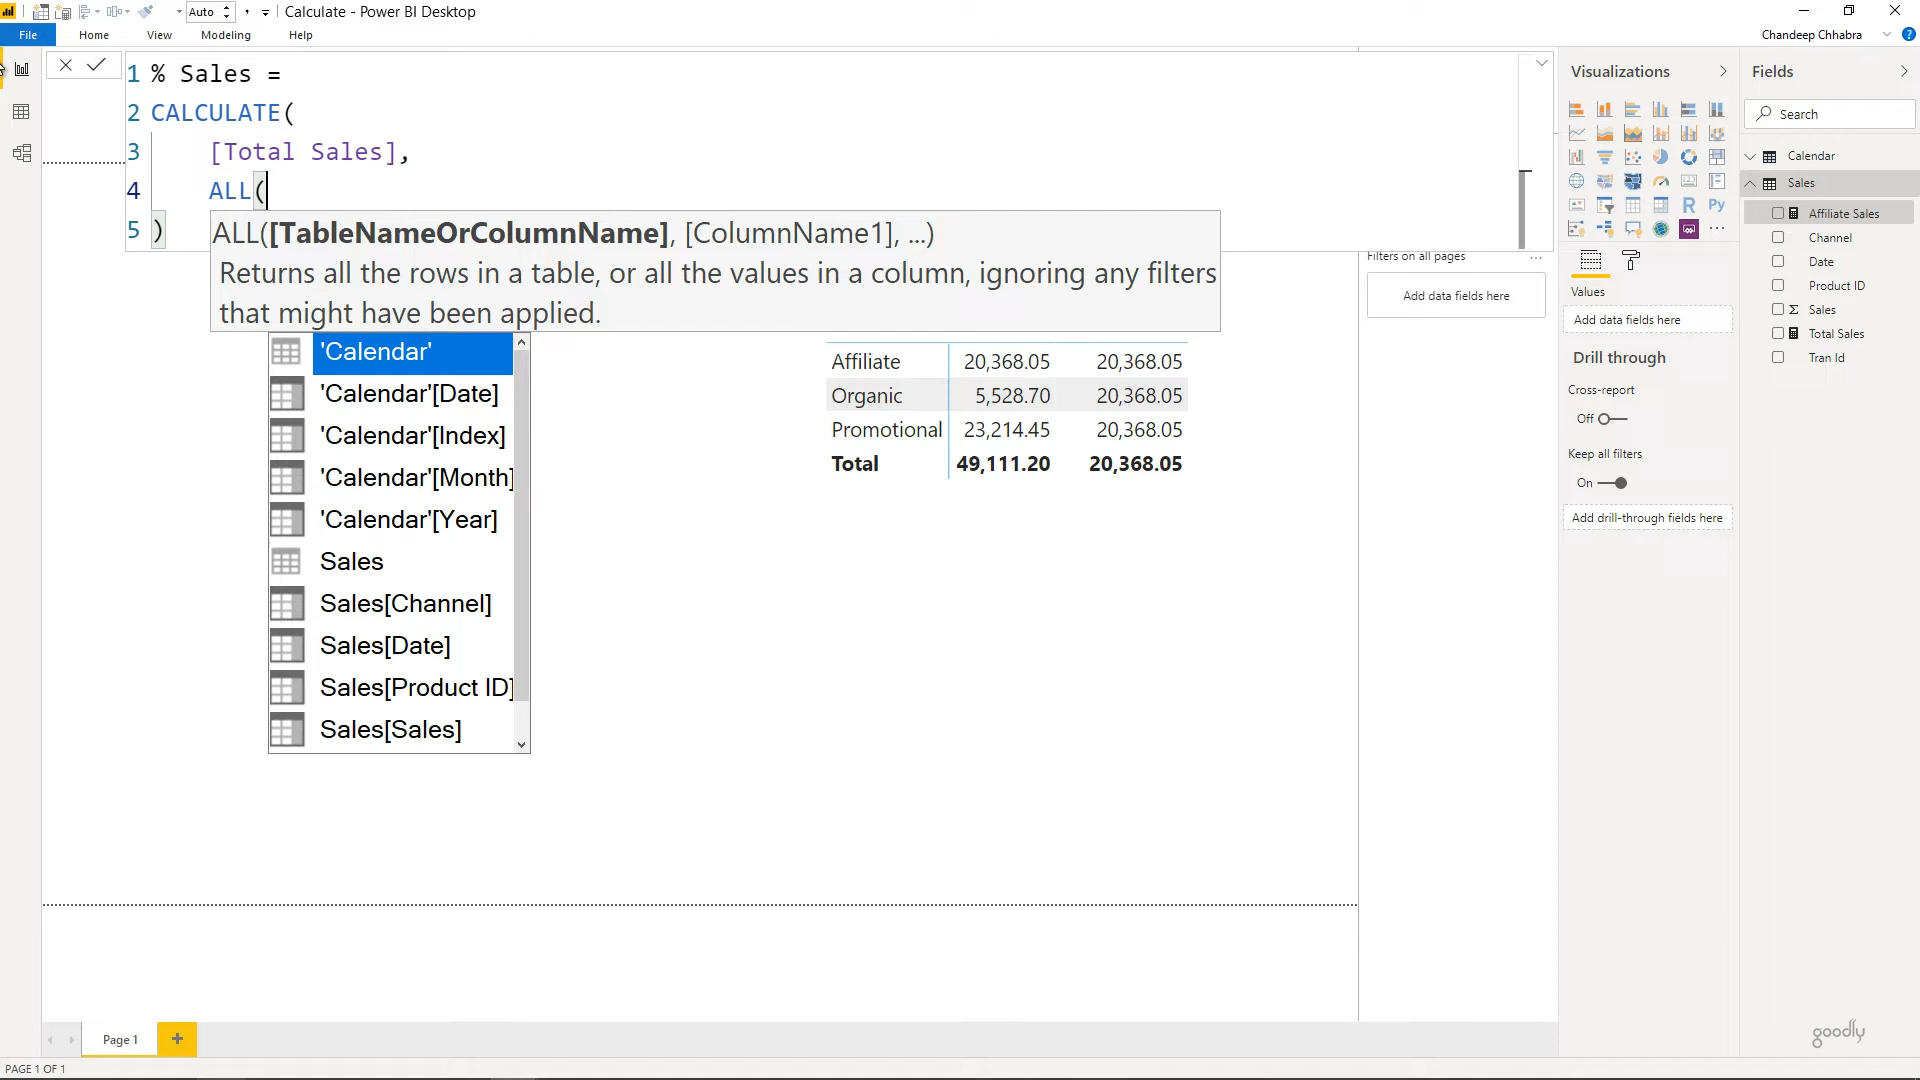 Auto
Calculate - Power BI Desktop
File
Home
View
Modeling
Help
Chandeep Chhabra
1 % Sales =
2 CALCULATE(
3 [Total Sales],
4 ALL(
5 )
ALL([TableNameOrColumnName], [ColumnName1], ...)
Returns all the rows in a table, or all the values in a column, ignoring any filters
that might have been applied.
'Calendar'
'Calendar'[Date]
'Calendar'[Index]
'Calendar'[Month]
'Calendar'[Year]
Sales
Sales[Channel]
Sales[Date]
Sales[Product ID]
Sales[Sales]
Affiliate 20,368.05 20,368.05
Organic 5,528.70 20,368.05
Promotional 23,214.45 20,368.05
Total 49,111.20 20,368.05
Filters on all pages ...
Add data fields here
Visualizations
R Py
...
Values
Add data fields here
Drill through
Cross-report
Off
Keep all filters
On
Add drill-through fields here
Fields
Search
Calendar
Sales
Affiliate Sales
Channel
Date
Product ID
Σ Sales
Total Sales
Tran Id
goodly
Page 1
+
PAGE 1 OF 1